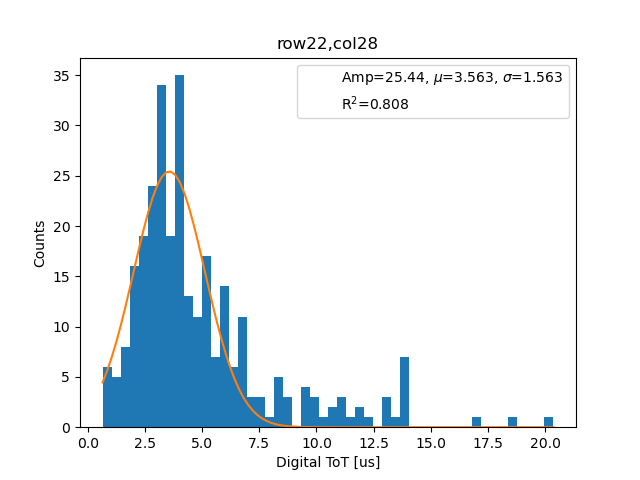 row22,col28
Amp=25.44, μ=3.563, σ=1.563
R²=0.808
Counts
35
30
25
20
15
10
5
0
0.0 2.5 5.0 7.5 10.0 12.5 15.0 17.5 20.0
Digital ToT [us]